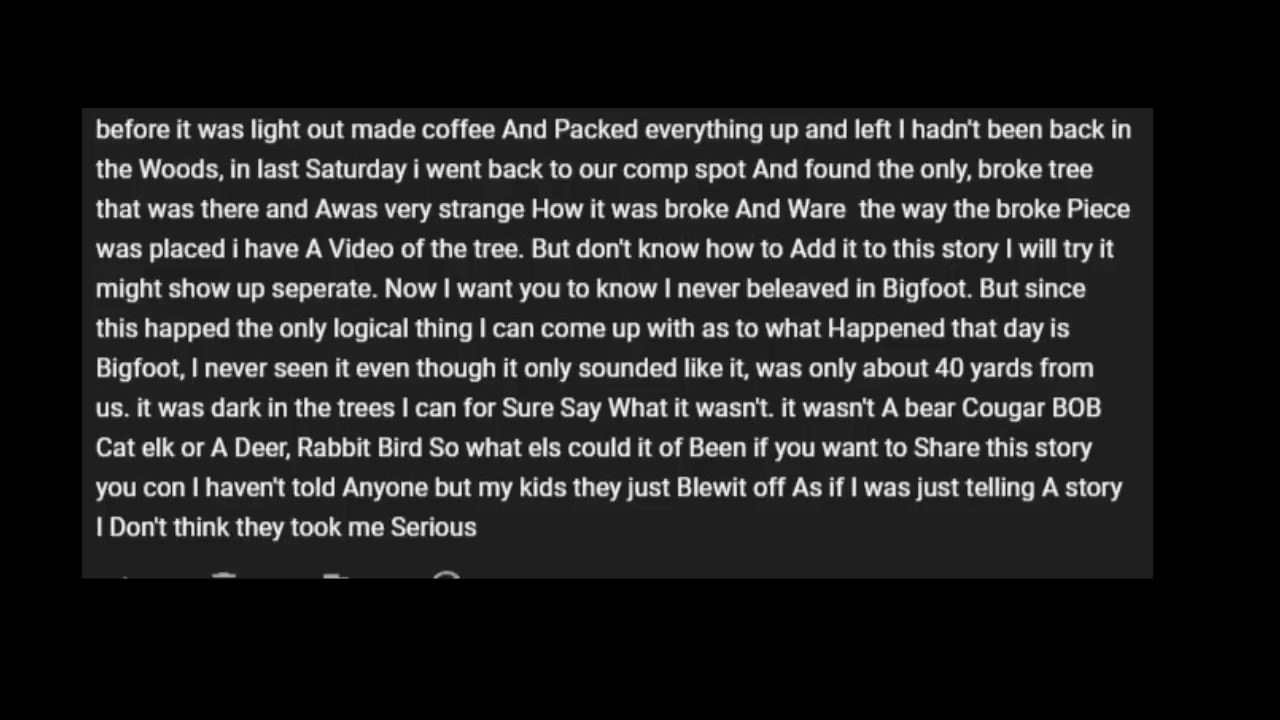 before it was light out made coffee And Packed everything up and left I hadn't been back in
the Woods, in last Saturday i went back to our comp spot And found the only, broke tree
that was there and Awas very strange How it was broke And Ware  the way the broke Piece
was placed i have A Video of the tree. But don't know how to Add it to this story I will try it
might show up seperate. Now I want you to know I never beleaved in Bigfoot. But since
this happed the only logical thing I can come up with as to what Happened that day is
Bigfoot, I never seen it even though it only sounded like it, was only about 40 yards from
us. it was dark in the trees I can for Sure Say What it wasn't. it wasn't A bear Cougar BOB
Cat elk or A Deer, Rabbit Bird So what els could it of Been if you want to Share this story
you con I haven't told Anyone but my kids they just Blewit off As if I was just telling A story
I Don't think they took me Serious